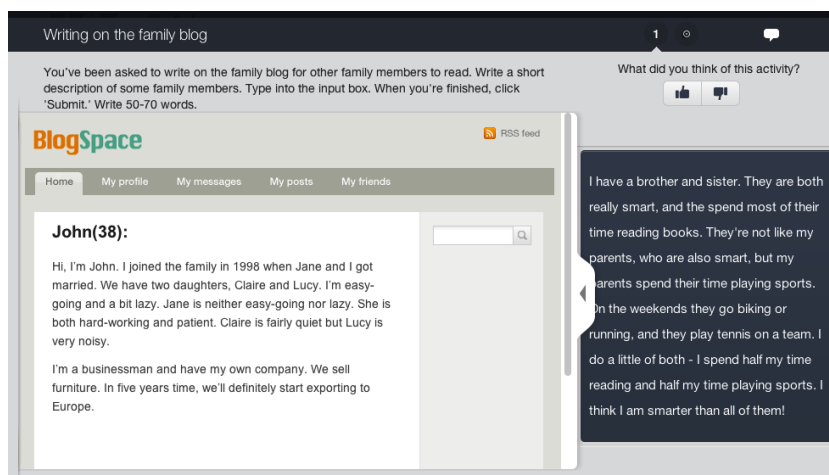 Writing on the family blog
1
You've been asked to write on the family blog for other family members to read. Write a short
description of some family members. Type into the input box. When you're finished, click
'Submit.' Write 50-70 words.
What did you think of this activity?
BlogSpace
RSS feed
Home My profile My messages My posts My friends
John(38):
Hi, I'm John. I joined the family in 1998 when Jane and I got
married. We have two daughters, Claire and Lucy. I'm easy-
going and a bit lazy. Jane is neither easy-going nor lazy. She is
both hard-working and patient. Claire is fairly quiet but Lucy is
very noisy.
I'm a businessman and have my own company. We sell
furniture. In five years time, we'll definitely start exporting to
Europe.
I have a brother and sister. They are both
really smart, and the spend most of their
time reading books. They're not like my
parents, who are also smart, but my
parents spend their time playing sports.
On the weekends they go biking or
running, and they play tennis on a team. I
do a little of both - I spend half my time
reading and half my time playing sports. I
think I am smarter than all of them!